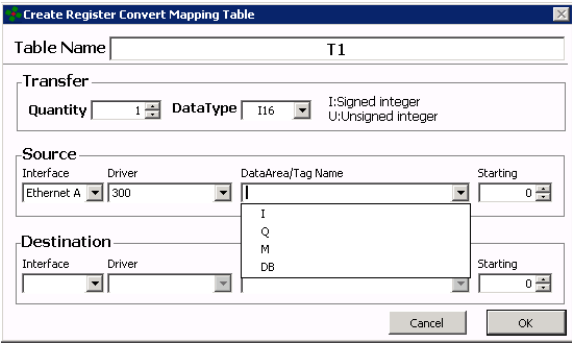 Create Register Convert Mapping Table
Table Name T1
Transfer
Quantity 1 DataType I16 I:Signed integer
U:Unsigned integer
Source
Interface Driver DataArea/Tag Name Starting
Ethernet A 300 0
I
Q
M
DB
Destination
Interface Driver Starting
0
Cancel OK